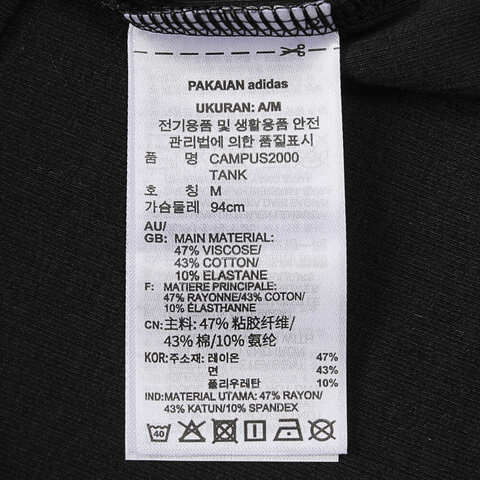 PAKAIAN adidas
UKURAN: A/M
전기용품 및 생활용품 안전
관리법에 의한 품질표시
품 명 CAMPUS2000
TANK
호 칭 M
가슴둘레 94cm
AU/
GB: MAIN MATERIAL:
47% VISCOSE/
43% COTTON/
10% ELASTANE
F: MATIERE PRINCIPALE:
47% RAYONNE/43% COTON/
10% ÉLASTHANNE
CN: 主料: 47% 粘胶纤维/
43% 棉/10% 氨纶
KOR: 주소재: 레이온 47%
면 43%
폴리우레탄 10%
IND: MATERIAL UTAMA: 47% RAYON/
43% KATUN/10% SPANDEX
40